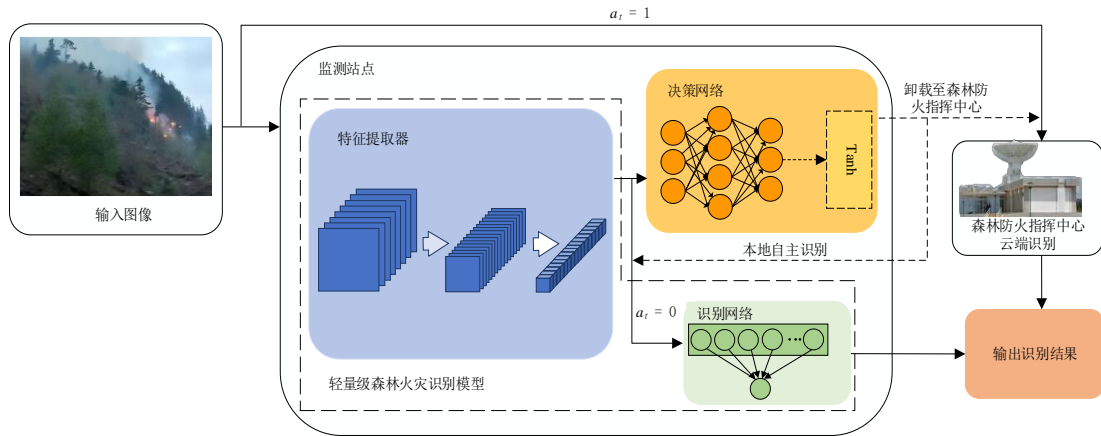 a_t = 1
监测站点
输入图像
特征提取器
决策网络
Tanh
卸载至森林防
火指挥中心
森林防火指挥中心
云端识别
本地自主识别
a_t = 0
识别网络
···
轻量级森林火灾识别模型
输出识别结果